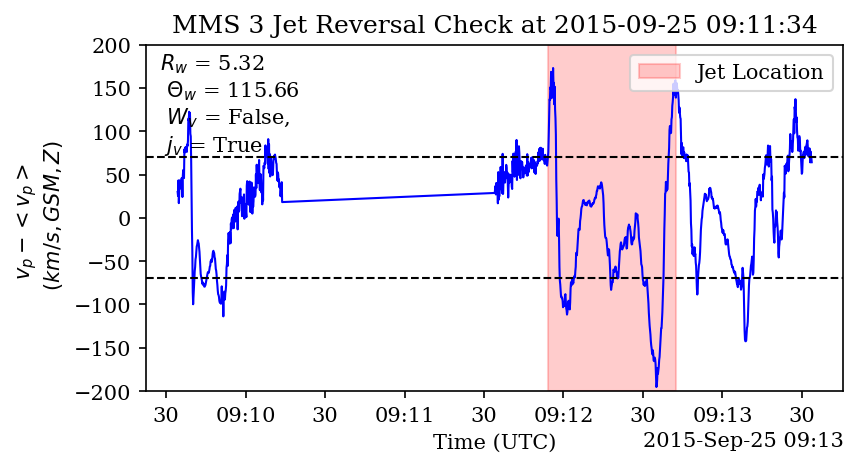 MMS 3 Jet Reversal Check at 2015-09-25 09:11:34
200
150
100
50
0
−50
−100
−150
−200
v_p − < v_p >
(km/s, GSM, Z)
R_w = 5.32
Θ_w = 115.66
W_v = False,
j_v = True
Jet Location
30 09:10 30 09:11 30 09:12 30 09:13 30
Time (UTC)
2015-Sep-25 09:13